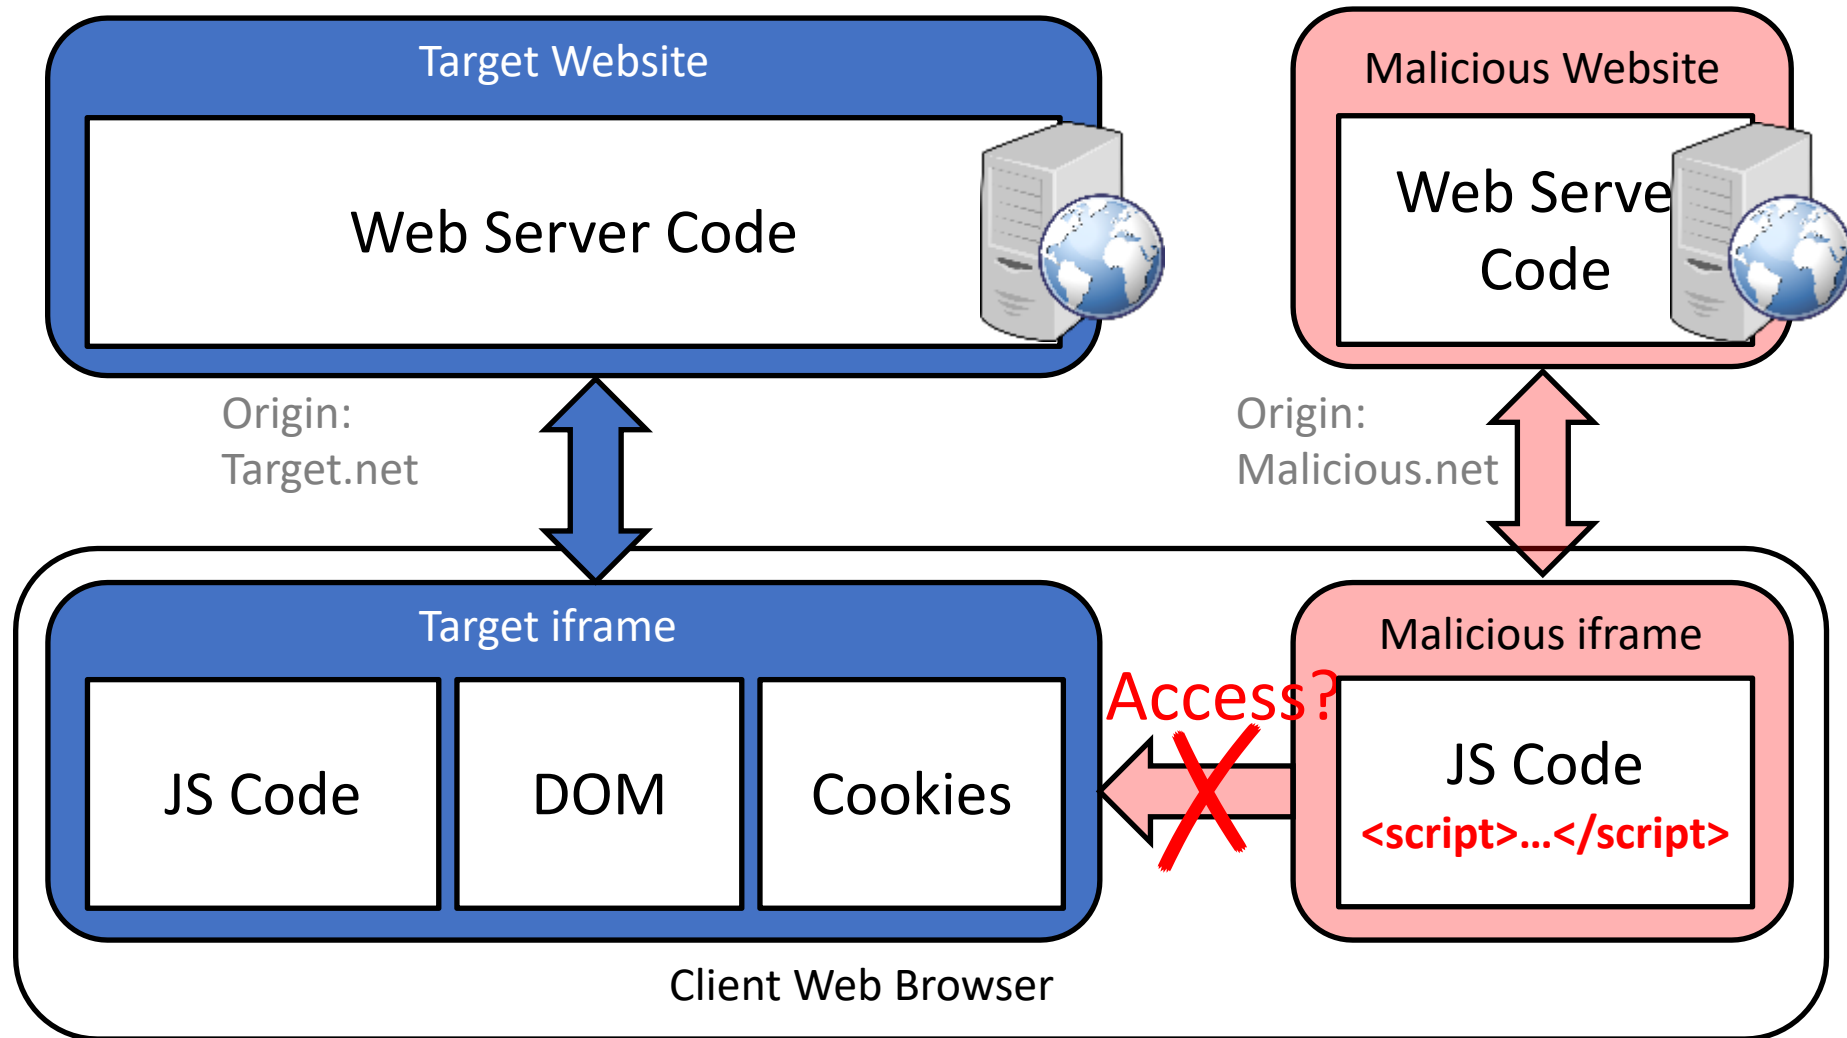 Target Website
Web Server Code
Malicious Website
Web Serve
Code
Origin:
Target.net
Origin:
Malicious.net
Target iframe
JS Code
DOM
Cookies
Access?
Malicious iframe
JS Code
<script>...</script>
Client Web Browser